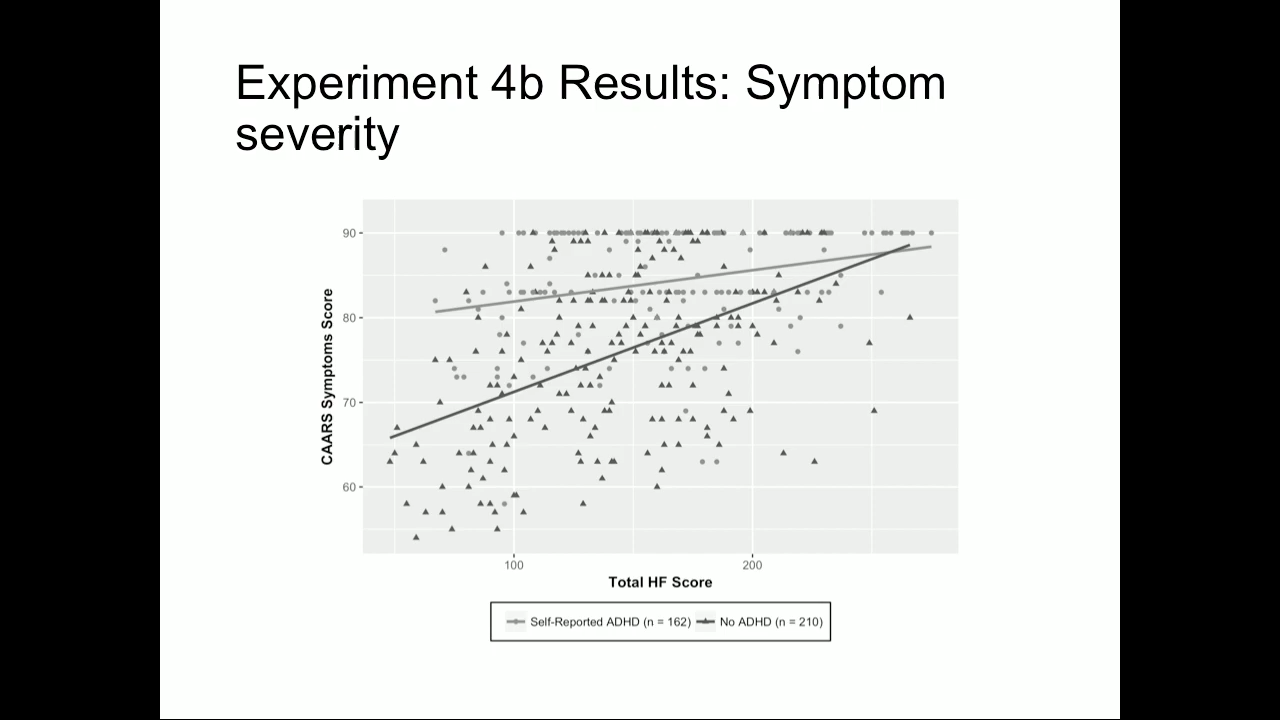 Experiment 4b Results: Symptom
severity
CAARS Symptoms Score
90
80
70
60
100
200
Total HF Score
Self-Reported ADHD (n = 162)
No ADHD (n = 210)